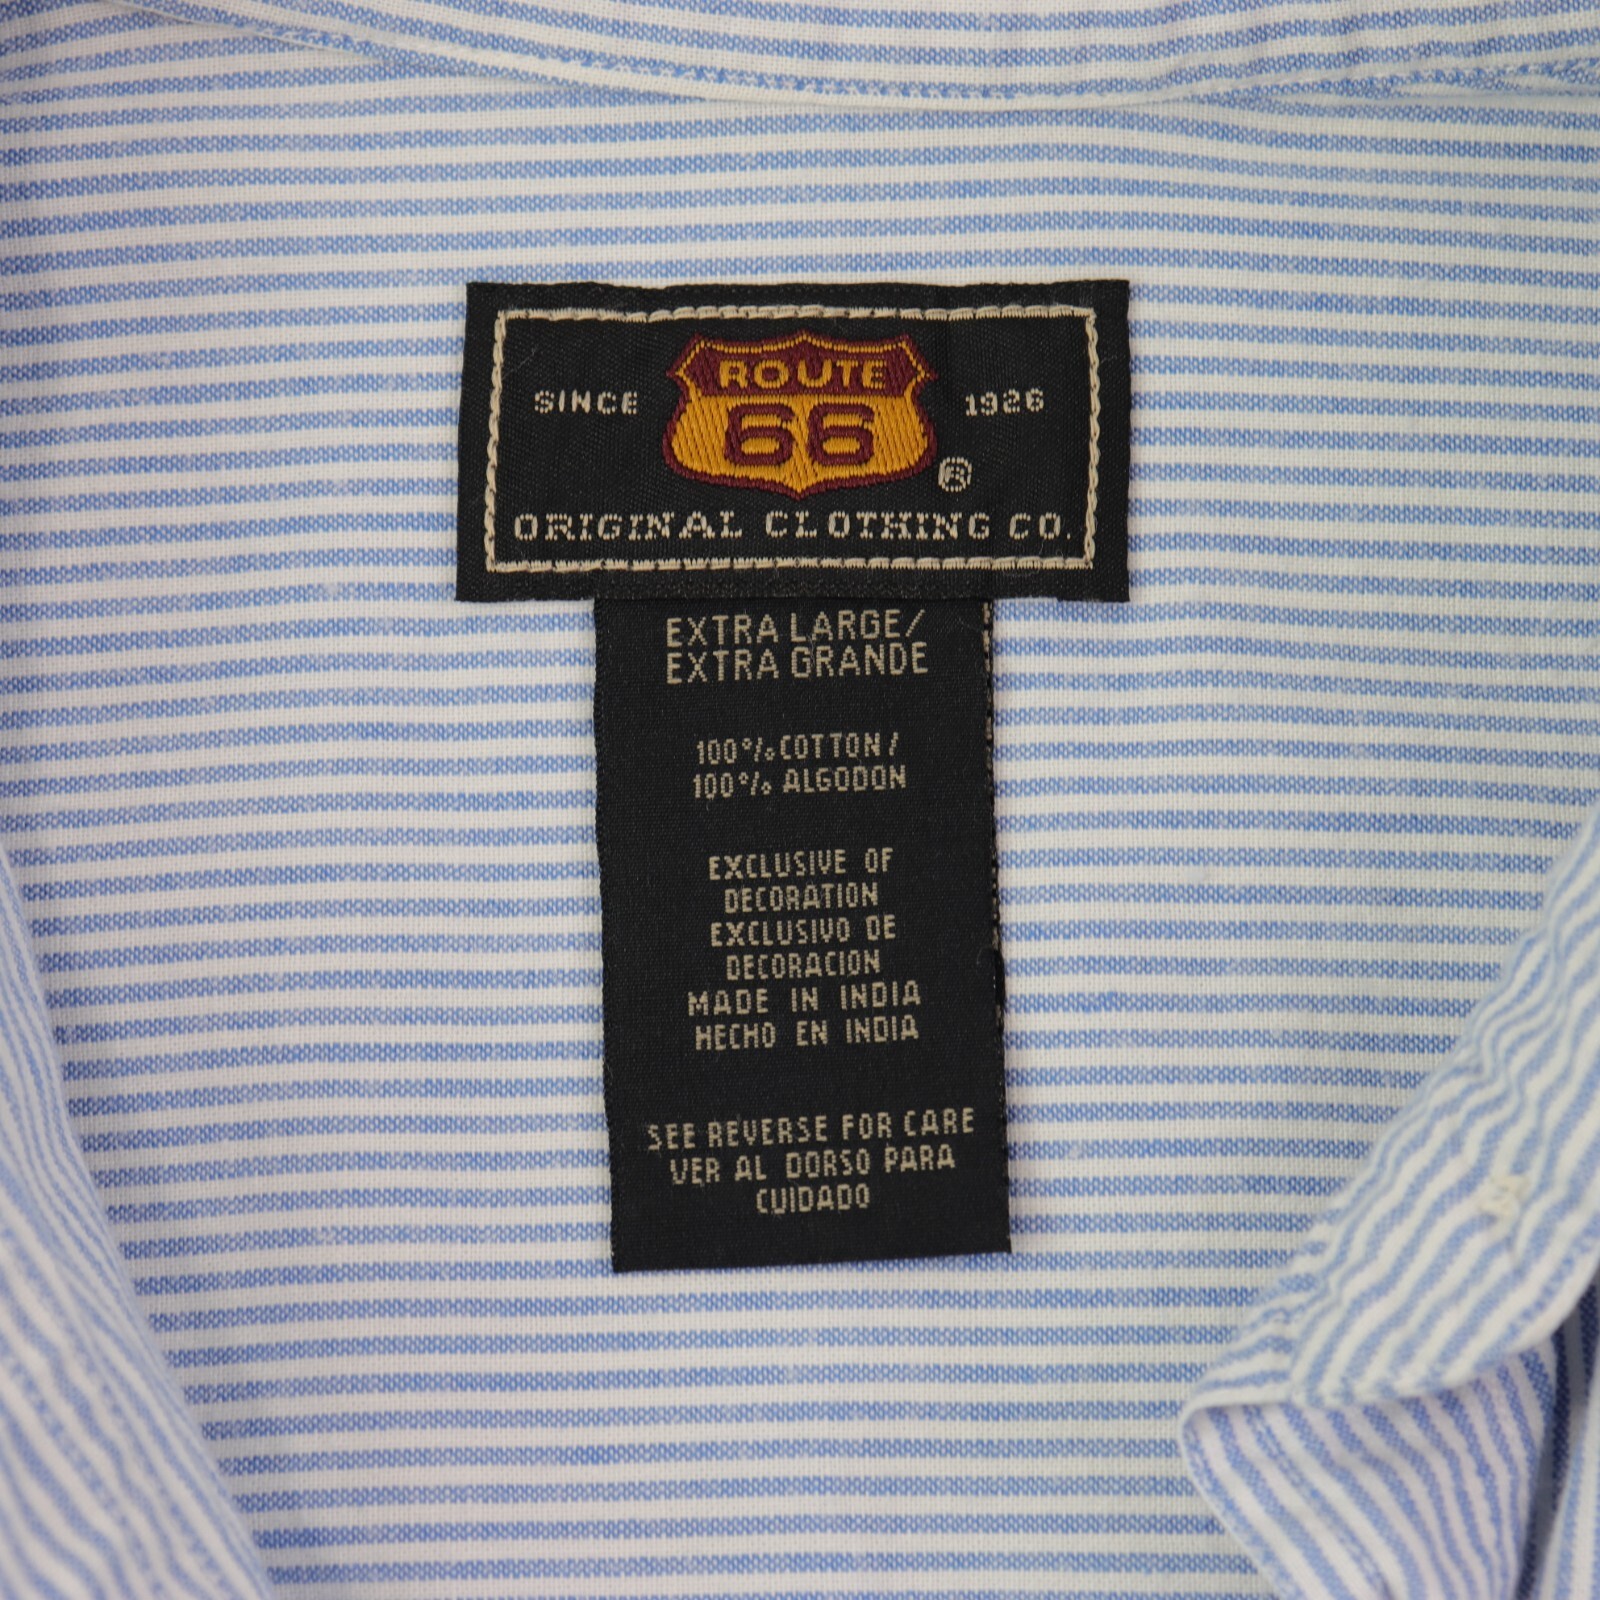 SINCE ROUTE 66 1926
®
ORIGINAL CLOTHING CO.
EXTRA LARGE/
EXTRA GRANDE
100% COTTON/
100% ALGODON
EXCLUSIVE OF
DECORATION
EXCLUSIVO DE
DECORACION
MADE IN INDIA
HECHO EN INDIA
SEE REVERSE FOR CARE
VER AL DORSO PARA
CUIDADO